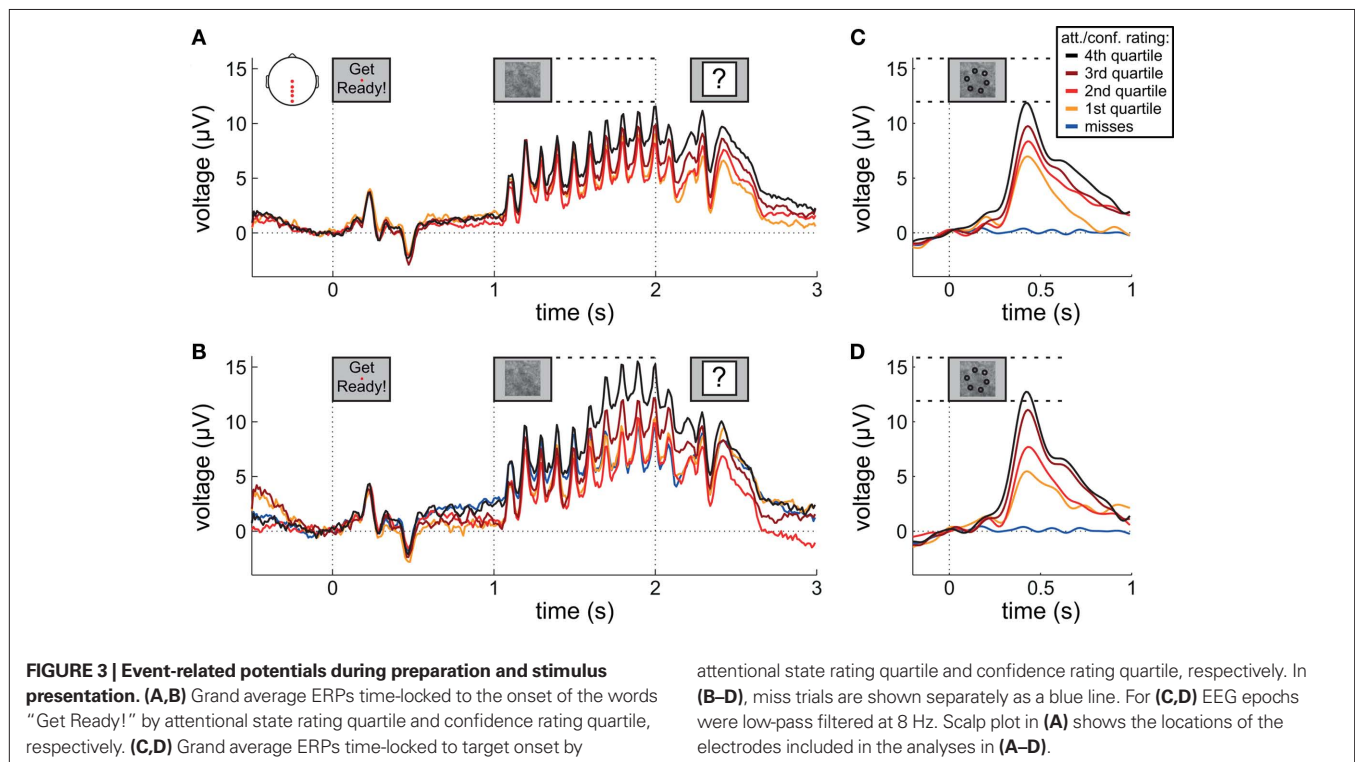 A
Get
Ready!
?
voltage (µV)
15
10
5
0
0
1
2
3
time (s)
C
att./conf. rating:
4th quartile
3rd quartile
2nd quartile
1st quartile
misses
voltage (µV)
15
10
5
0
0
0.5
1
time (s)
B
Get
Ready!
?
voltage (µV)
15
10
5
0
0
1
2
3
time (s)
D
voltage (µV)
15
10
5
0
0
0.5
1
time (s)
FIGURE 3 | Event-related potentials during preparation and stimulus
presentation. (A,B) Grand average ERPs time-locked to the onset of the words
"Get Ready!" by attentional state rating quartile and confidence rating quartile,
respectively. (C,D) Grand average ERPs time-locked to target onset by
attentional state rating quartile and confidence rating quartile, respectively. In
(B–D), miss trials are shown separately as a blue line. For (C,D) EEG epochs
were low-pass filtered at 8 Hz. Scalp plot in (A) shows the locations of the
electrodes included in the analyses in (A–D).